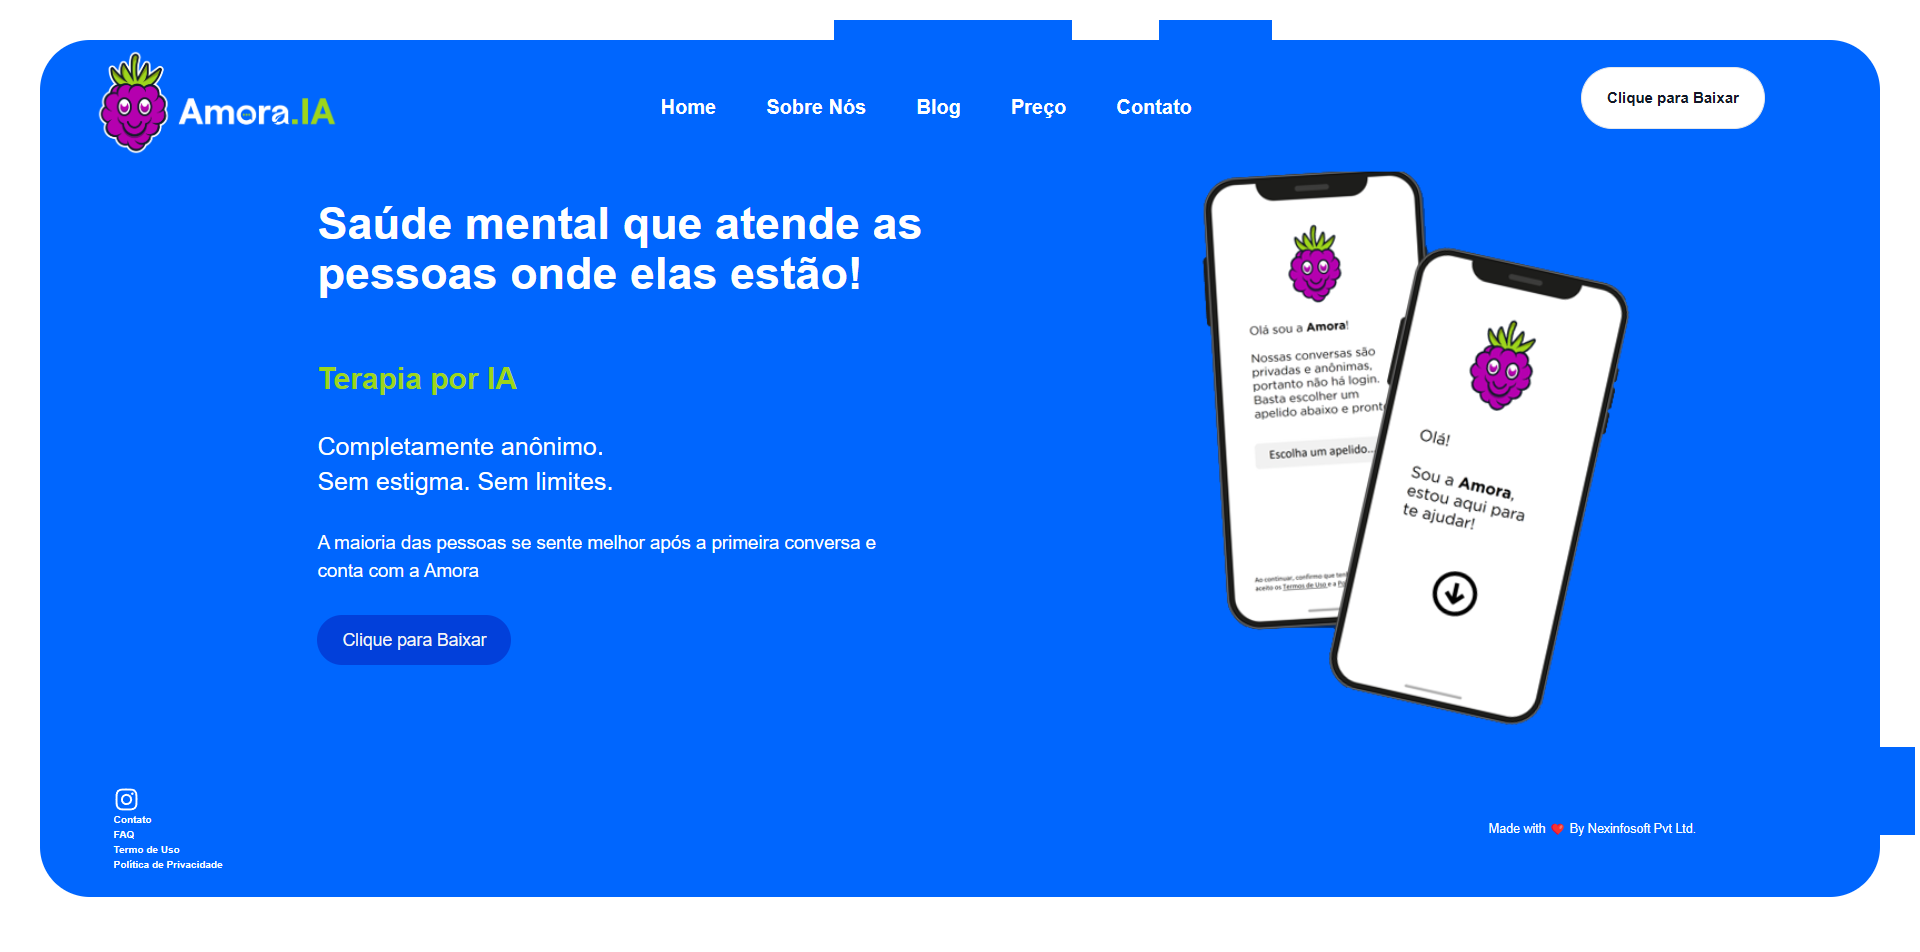 Amora.IA
Home
Sobre Nós
Blog
Preço
Contato
Clique para Baixar
Saúde mental que atende as
pessoas onde elas estão!
Terapia por IA
Completamente anônimo.
Sem estigma. Sem limites.
A maioria das pessoas se sente melhor após a primeira conversa e
conta com a Amora
Clique para Baixar
Olá sou a Amora!
Nossas conversas são
privadas e anônimas,
portanto não há login.
Basta escolher um
apelido abaixo e pront
Escolha um apelido...
Ao continuar, confirmo que
aceito os Termos de Uso e a
Olá!
Sou a Amora,
estou aqui para
te ajudar!
Contato
FAQ
Termo de Uso
Política de Privacidade
Made with ❤️ By Nexinfosoft Pvt Ltd.